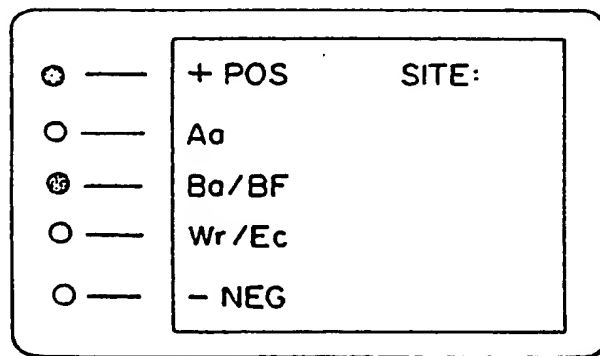 + POS SITE:
Aa
Ba/BF
Wr/Ec
- NEG